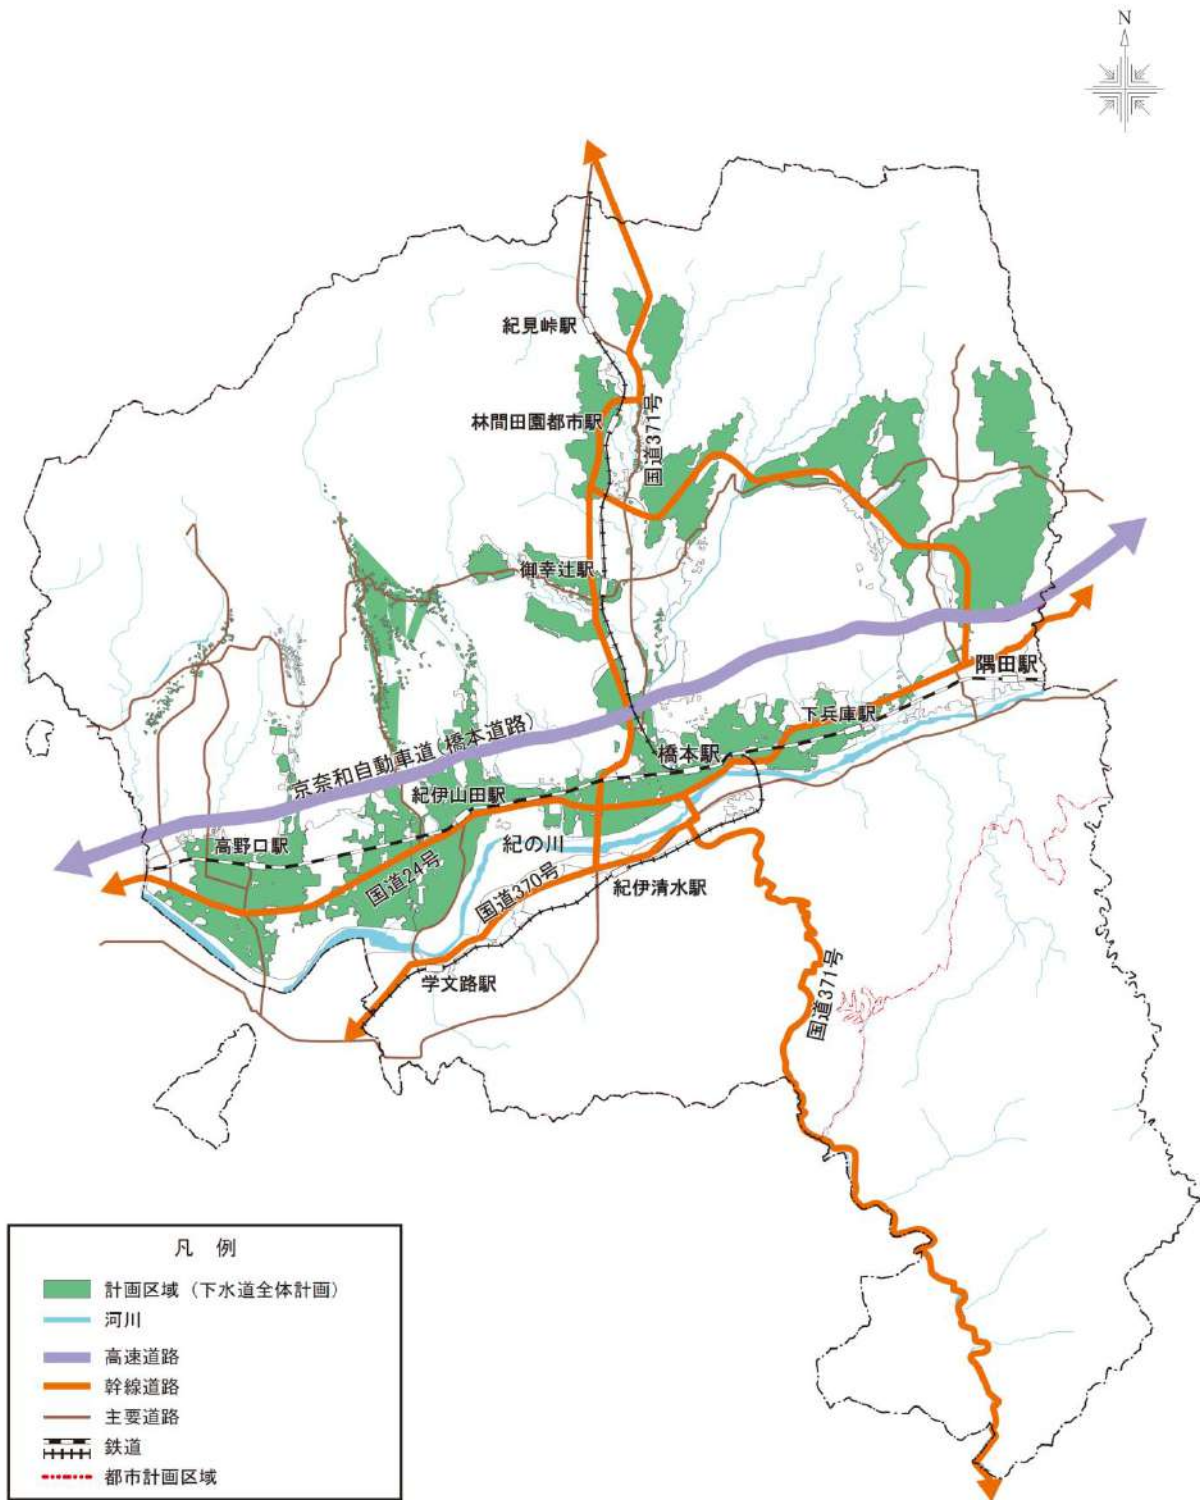 N
紀見峠駅
林間田園都市駅
国道371号
御幸辻駅
隅田駅
下兵庫駅
橋本駅
京奈和自動車道(橋本道路)
紀伊山田駅
高野口駅
紀の川
国道24号
国道370号
紀伊清水駅
学文路駅
国道371号
凡 例
計画区域(下水道全体計画)
河川
高速道路
幹線道路
主要道路
鉄道
都市計画区域